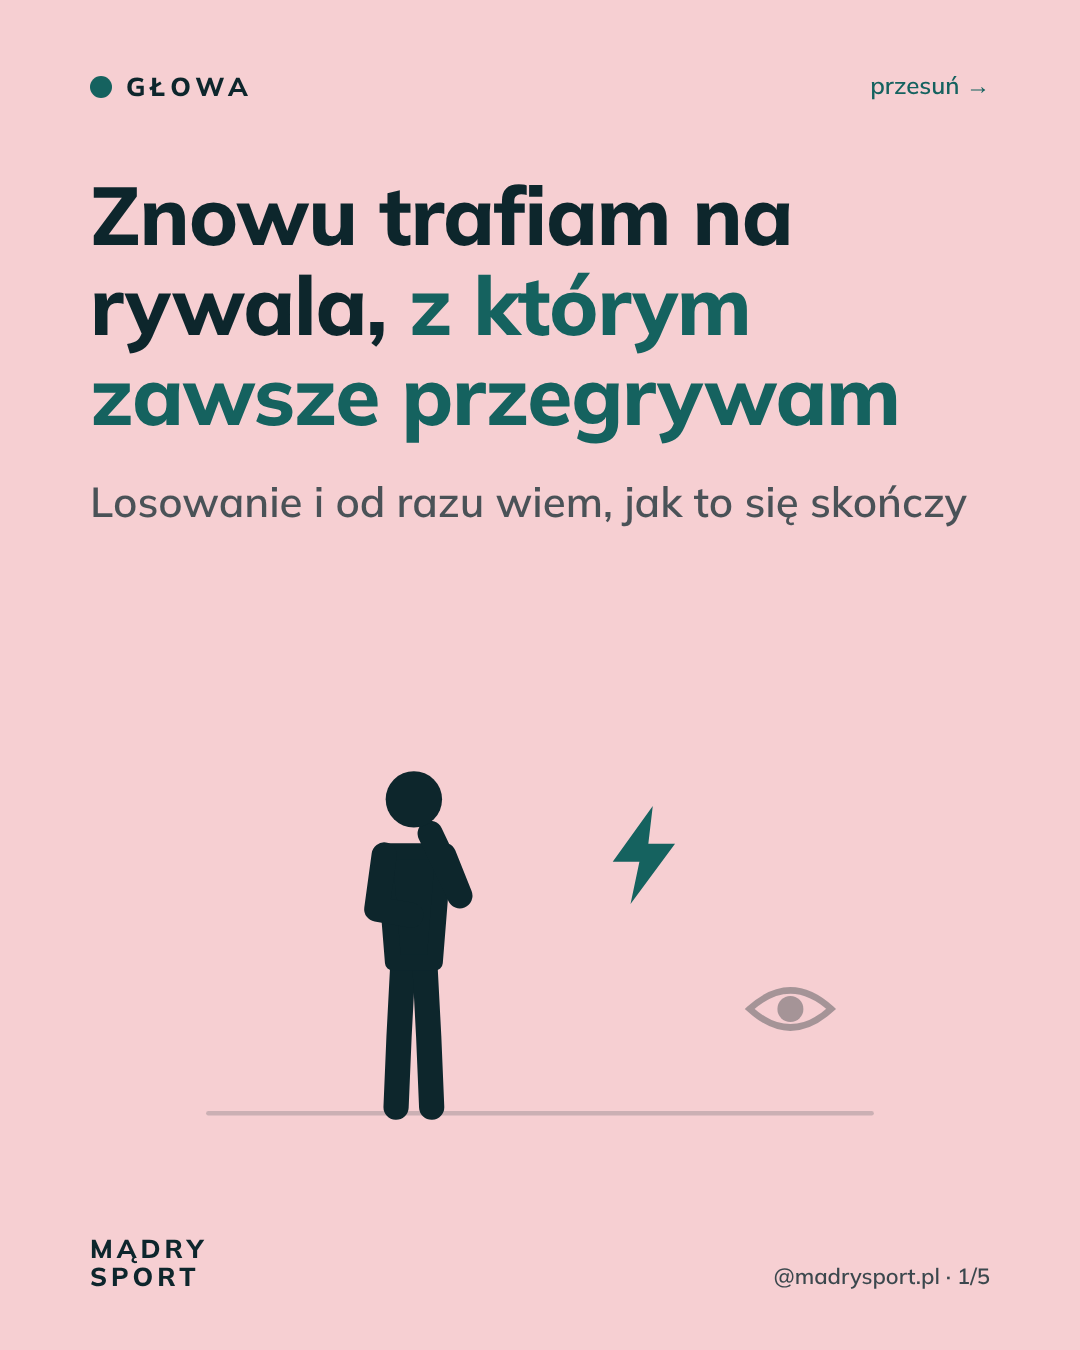 GŁOWA
przesuń →
Znowu trafiam na
rywala, z którym
zawsze przegrywam
Losowanie i od razu wiem, jak to się skończy
MĄDRY
SPORT
@madrysport.pl · 1/5